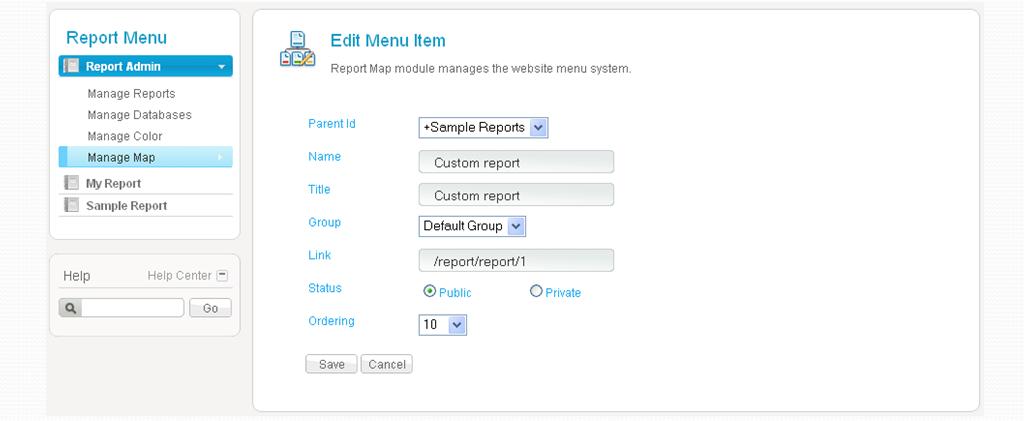 Report Menu
Report Admin
Manage Reports
Manage Databases
Manage Color
Manage Map
My Report
Sample Report
Help
Help Center
Go
Edit Menu Item
Report Map module manages the website menu system.
Parent Id
+Sample Reports
Name
Custom report
Title
Custom report
Group
Default Group
Link
/report/report/1
Status
Public
Private
Ordering
10
Save
Cancel